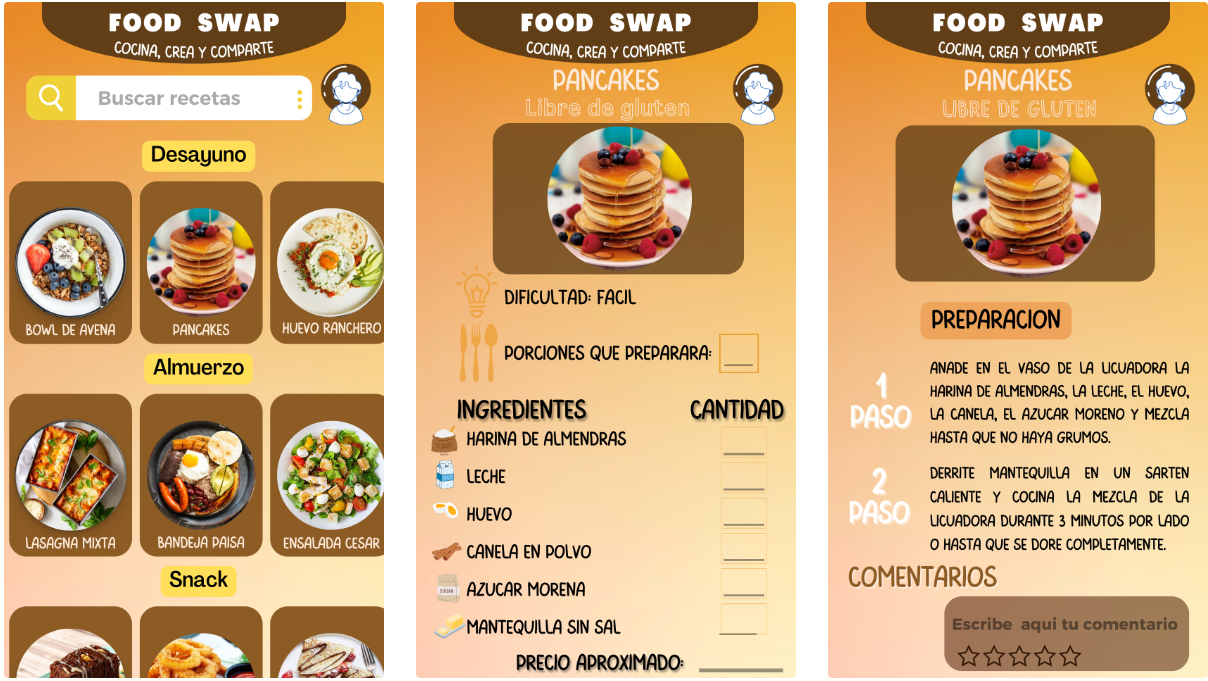 FOOD SWAP
COCINA, CREA Y COMPARTE
Buscar recetas
Desayuno
BOWL DE AVENA
PANCAKES
HUEVO RANCHERO
Almuerzo
LASAGNA MIXTA
BANDEJA PAISA
ENSALADA CESAR
Snack
FOOD SWAP
COCINA, CREA Y COMPARTE
PANCAKES
Libre de gluten
DIFICULTAD: FACIL
PORCIONES QUE PREPARARA:
INGREDIENTES CANTIDAD
HARINA DE ALMENDRAS
LECHE
HUEVO
CANELA EN POLVO
SUGAR
AZUCAR MORENA
MANTEQUILLA SIN SAL
PRECIO APROXIMADO:
FOOD SWAP
COCINA, CREA Y COMPARTE
PANCAKES
LIBRE DE GLUTEN
PREPARACION
1
PASO
ANADE EN EL VASO DE LA LICUADORA LA
HARINA DE ALMENDRAS, LA LECHE, EL HUEVO,
LA CANELA, EL AZUCAR MORENO Y MEZCLA
HASTA QUE NO HAYA GRUMOS.
2
PASO
DERRITE MANTEQUILLA EN UN SARTEN
CALIENTE Y COCINA LA MEZCLA DE LA
LICUADORA DURANTE 3 MINUTOS POR LADO
O HASTA QUE SE DORE COMPLETAMENTE.
COMENTARIOS
Escribe aqui tu comentario